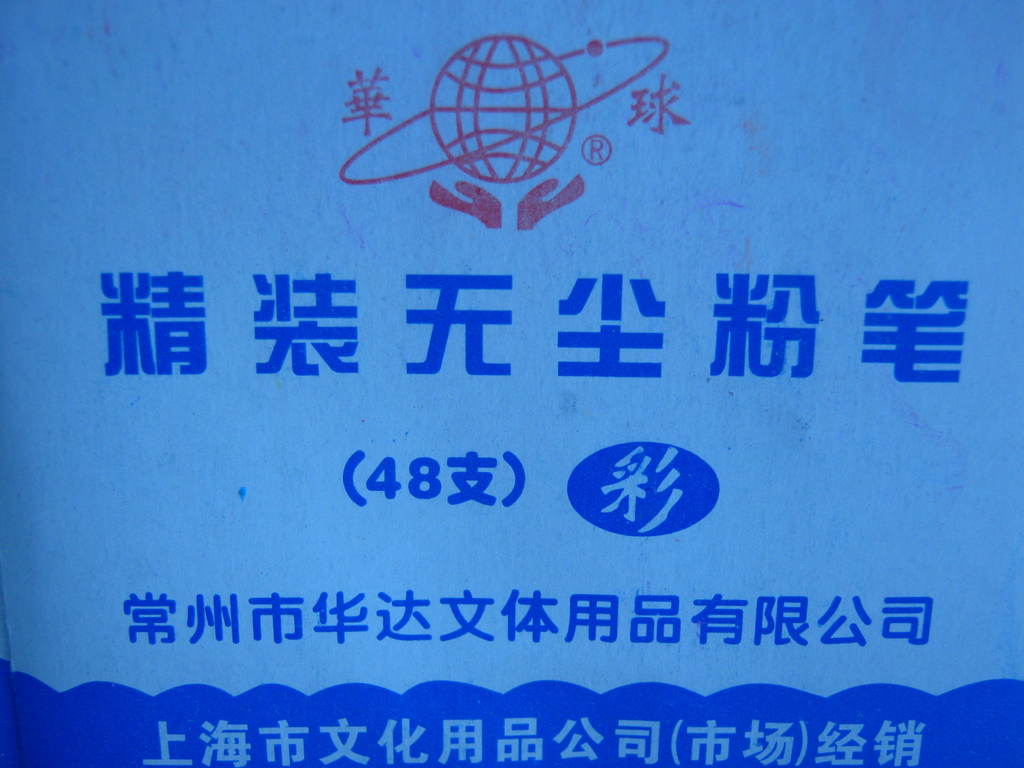 華 球
®
精装无尘粉笔
(48支) 彩
常州市华达文体用品有限公司
上海市文化用品公司(市场)经销